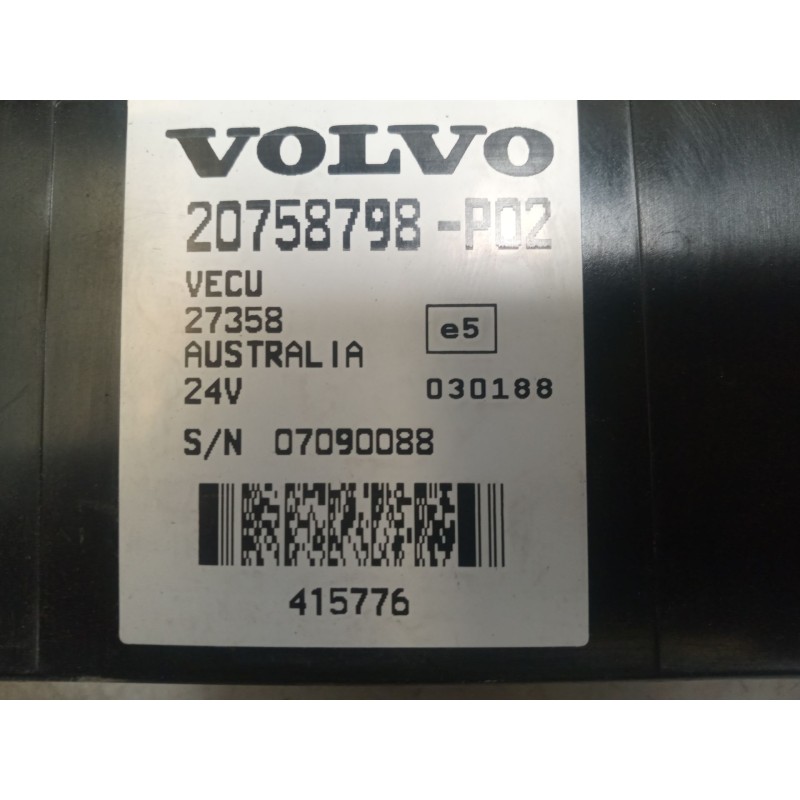 VOLVO
20758798-P02
VECU
27358
e5
AUSTRALIA
24V 030188
S/N 07090088
415776